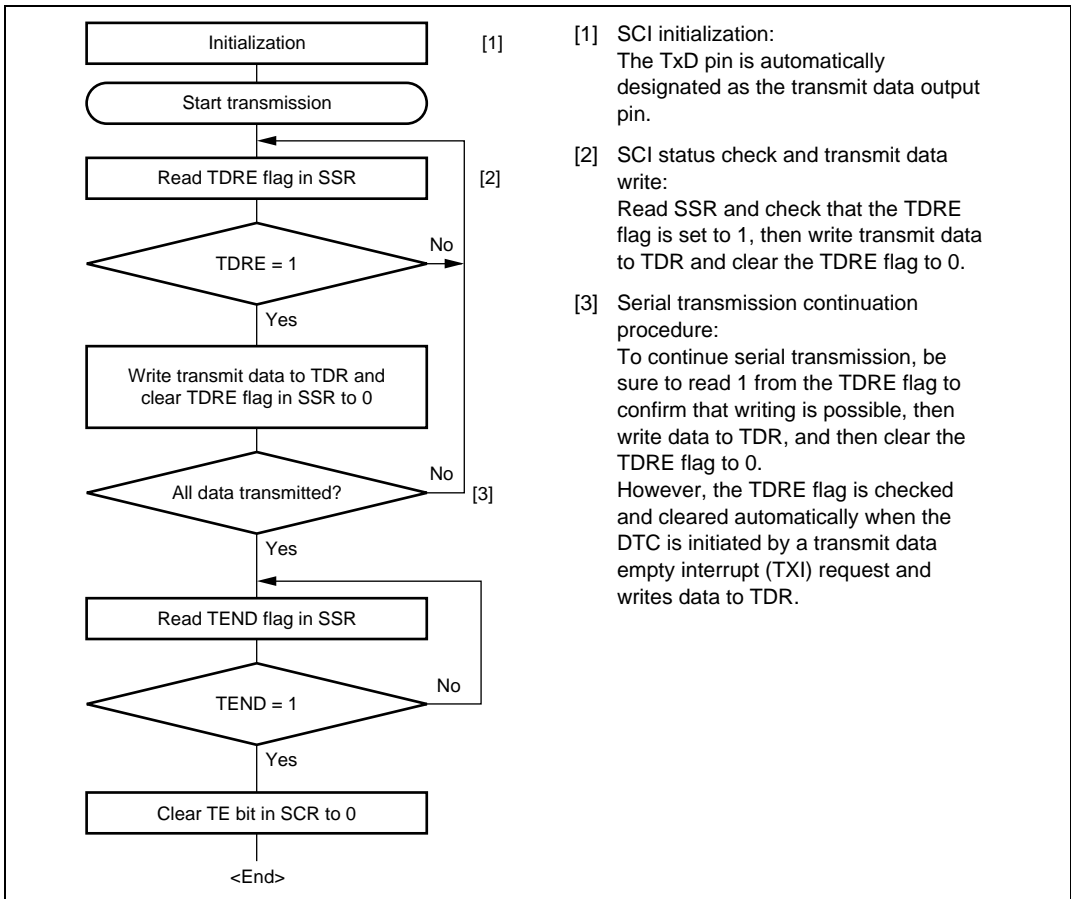 Initialization
[1]
Start transmission
Read TDRE flag in SSR
[2]
TDRE = 1
No
Yes
Write transmit data to TDR and
clear TDRE flag in SSR to 0
All data transmitted?
No
[3]
Yes
Read TEND flag in SSR
TEND = 1
No
Yes
Clear TE bit in SCR to 0
<End>
[1] SCI initialization:
The TxD pin is automatically
designated as the transmit data output
pin.
[2] SCI status check and transmit data
write:
Read SSR and check that the TDRE
flag is set to 1, then write transmit data
to TDR and clear the TDRE flag to 0.
[3] Serial transmission continuation
procedure:
To continue serial transmission, be
sure to read 1 from the TDRE flag to
confirm that writing is possible, then
write data to TDR, and then clear the
TDRE flag to 0.
However, the TDRE flag is checked
and cleared automatically when the
DTC is initiated by a transmit data
empty interrupt (TXI) request and
writes data to TDR.